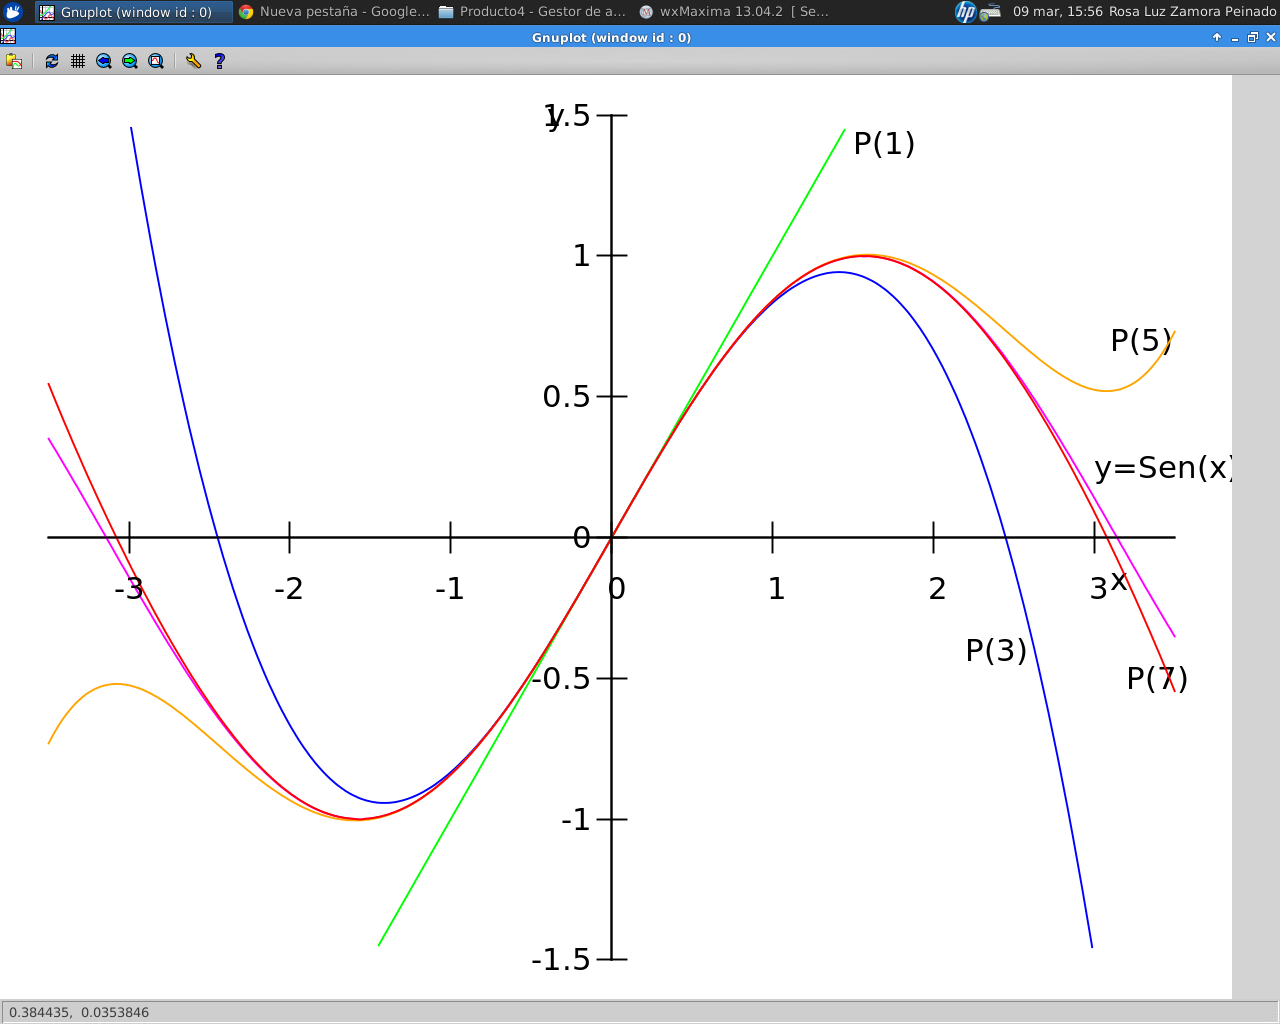 Gnuplot (window id : 0)
Nueva pestaña - Google...
Producto4 - Gestor de a...
wxMaxima 13.04.2 [ Se...
hp
09 mar, 15:56
Rosa Luz Zamora Peinado
Gnuplot (window id : 0)
1.5
y
P(1)
1
P(5)
0.5
y=Sen(x)
0
-3
-2
-1
0
1
2
3
x
P(3)
-0.5
P(7)
-1
-1.5
0.384435, 0.0353846